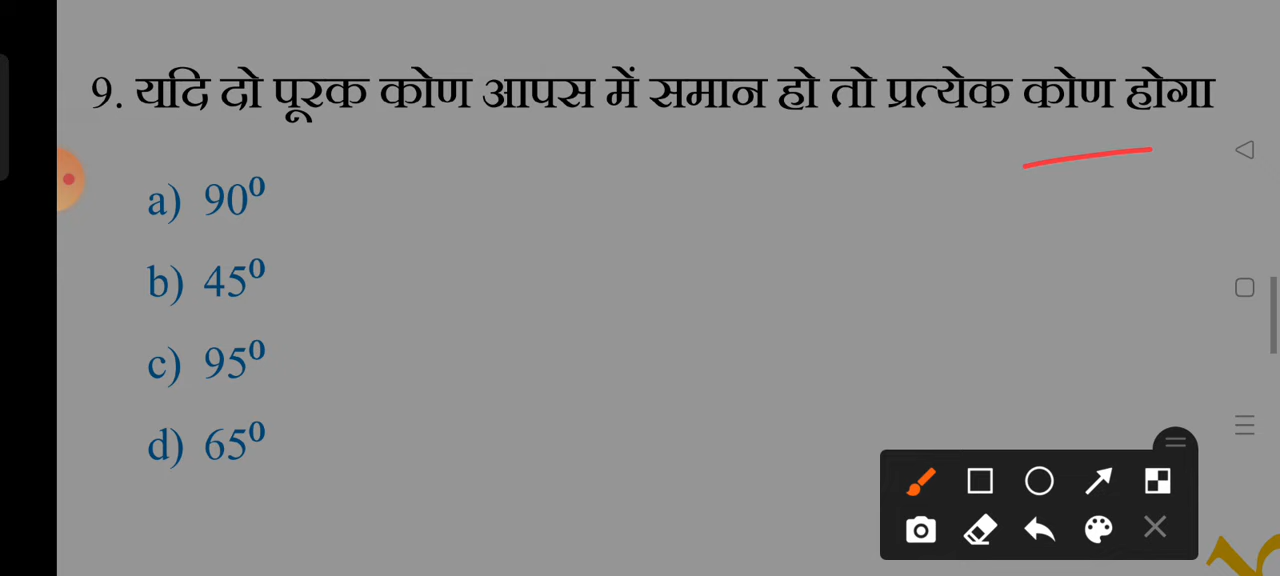 9. यदि दो पूरक कोण आपस में समान हो तो प्रत्येक कोण होगा
a) 90⁰
b) 45⁰
c) 95⁰
d) 65⁰